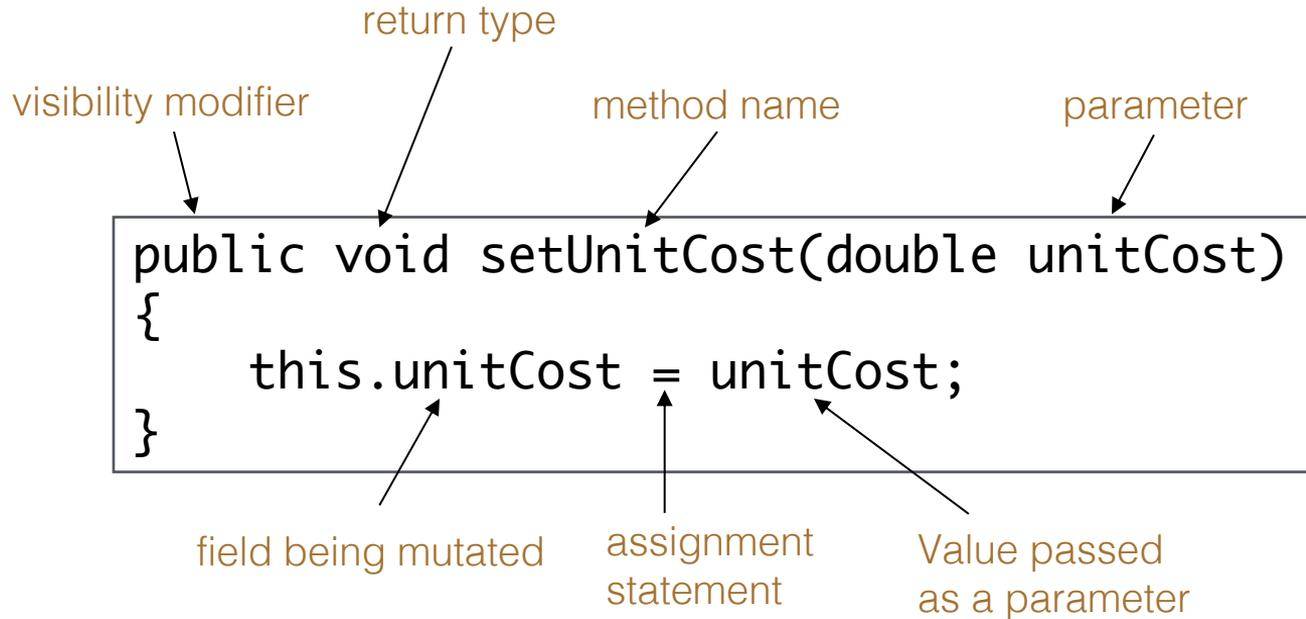 return type
visibility modifier
method name
parameter
public void setUnitCost(double unitCost)
{
this.unitCost = unitCost;
}
field being mutated
assignment
statement
Value passed
as a parameter